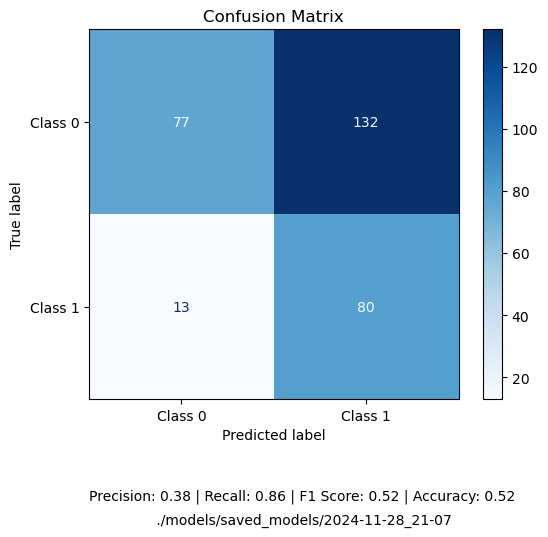 Confusion Matrix
Class 0
77
132
120
100
80
60
40
20
True label
Class 1
13
80
Class 0
Class 1
Predicted label
Precision: 0.38 | Recall: 0.86 | F1 Score: 0.52 | Accuracy: 0.52
./models/saved_models/2024-11-28_21-07